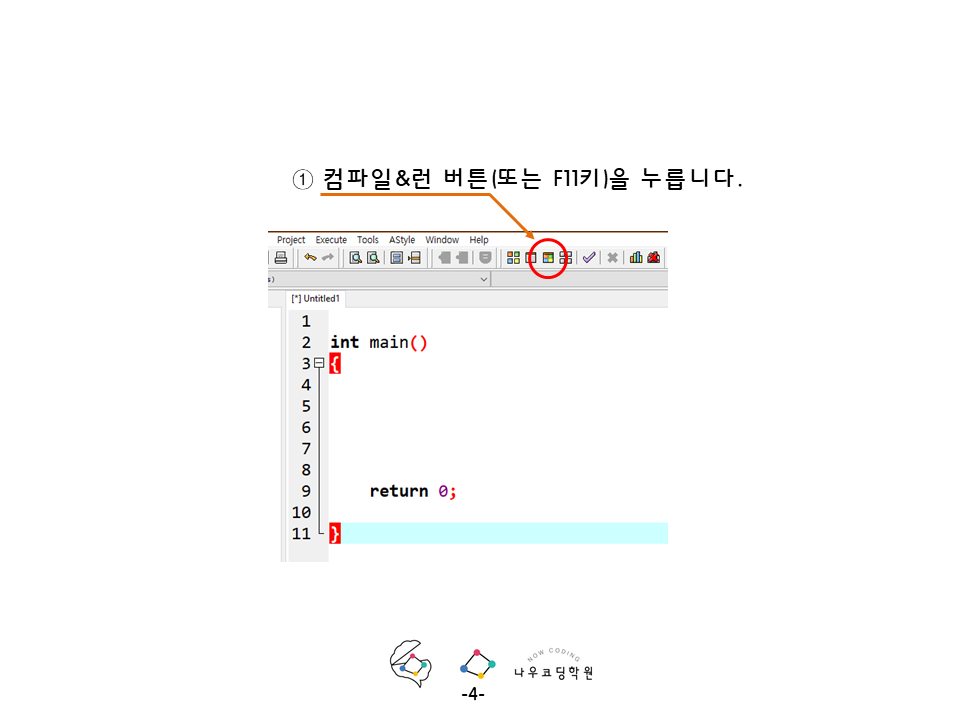 ① 컴파일&런 버튼(또는 F11키)을 누릅니다.
Project Execute Tools AStyle Window Help
s)
[*] Untitled1
1
2 int main()
3 {
4
5
6
7
8
9 return 0;
10
11 }
NOW CODING
나우코딩학원
-4-